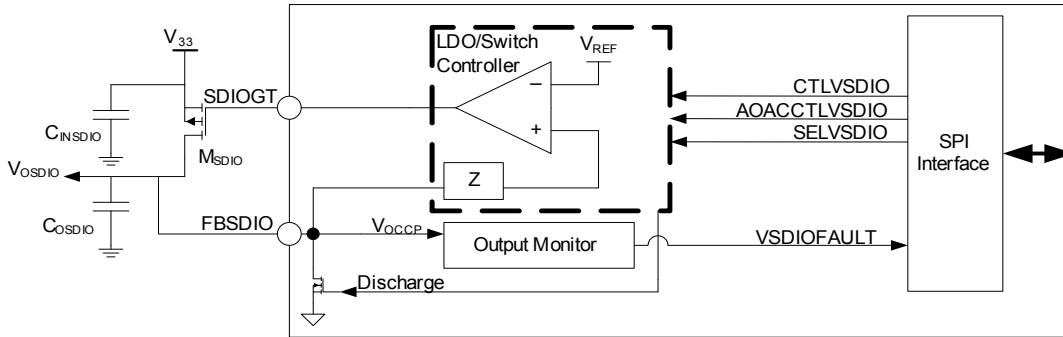 V33
LDO/Switch
Controller
VREF
SDIOGT
CINSDIO
MSDIO
−
+
Z
CTLVSDIO
AOACCTLVSDIO
SELVSDIO
SPI
Interface
VOSDIO
COSDIO
FBSDIO
VOCCP
Output Monitor
VSDIOFAULT
Discharge